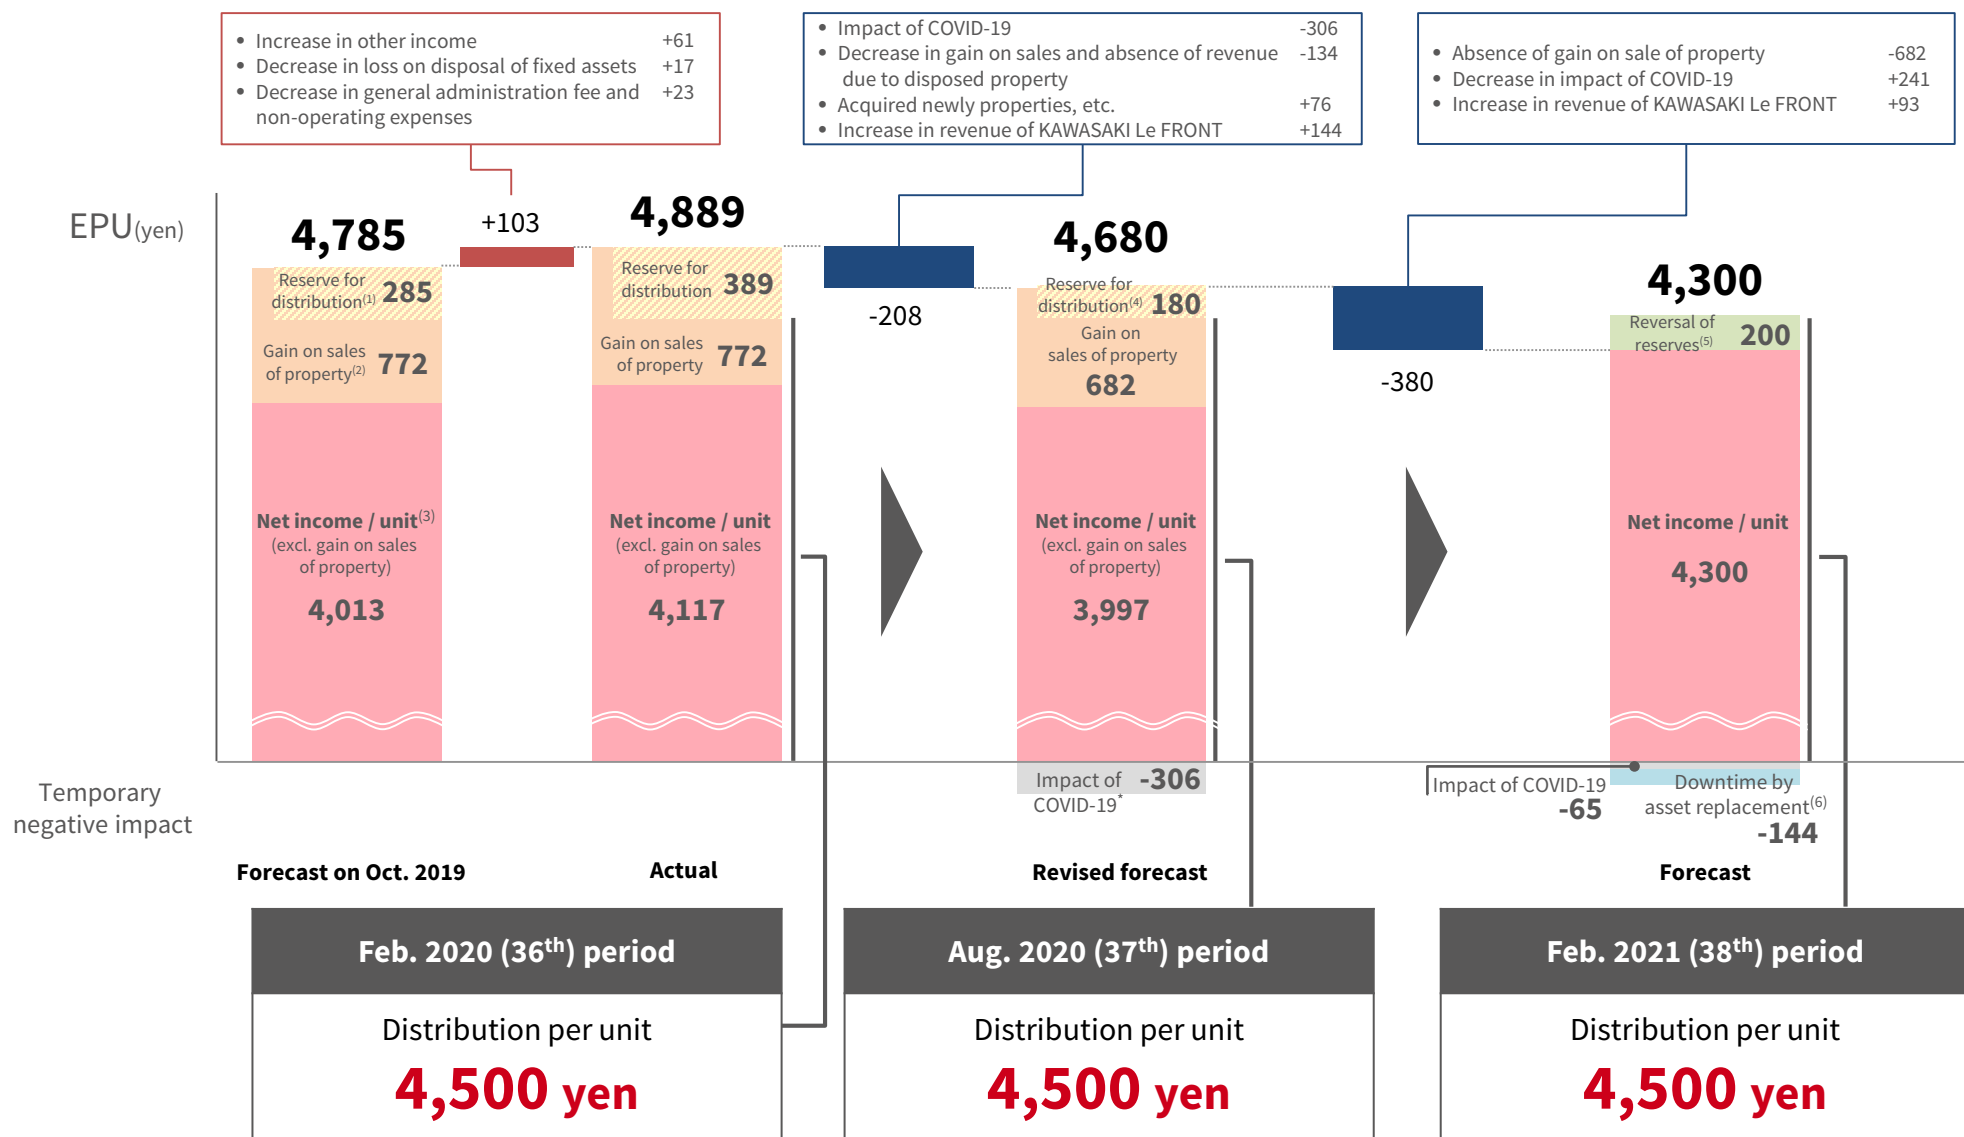 • Increase in other income +61
• Decrease in loss on disposal of fixed assets +17
• Decrease in general administration fee and +23
non-operating expenses
• Impact of COVID-19 -306
• Decrease in gain on sales and absence of revenue -134
due to disposed property
• Acquired newly properties, etc. +76
• Increase in revenue of KAWASAKI Le FRONT +144
• Absence of gain on sale of property -682
• Decrease in impact of COVID-19 +241
• Increase in revenue of KAWASAKI Le FRONT +93
EPU(yen)
4,785
Reserve for
distribution(1) 285
Gain on sales
of property(2) 772
Net income / unit(3)
(excl. gain on sales
of property)
4,013
+103
4,889
Reserve for
distribution 389
Gain on sales
of property 772
Net income / unit
(excl. gain on sales
of property)
4,117
-208
4,680
Reserve for
distribution(4) 180
Gain on
sales of property
682
Net income / unit
(excl. gain on sales
of property)
3,997
Impact of
COVID-19* -306
-380
4,300
Reversal of
reserves(5) 200
Net income / unit
4,300
Impact of COVID-19
-65
Downtime by
asset replacement(6)
-144
Temporary
negative impact
Forecast on Oct. 2019
Actual
Revised forecast
Forecast
Feb. 2020 (36th) period
Distribution per unit
4,500 yen
Aug. 2020 (37th) period
Distribution per unit
4,500 yen
Feb. 2021 (38th) period
Distribution per unit
4,500 yen